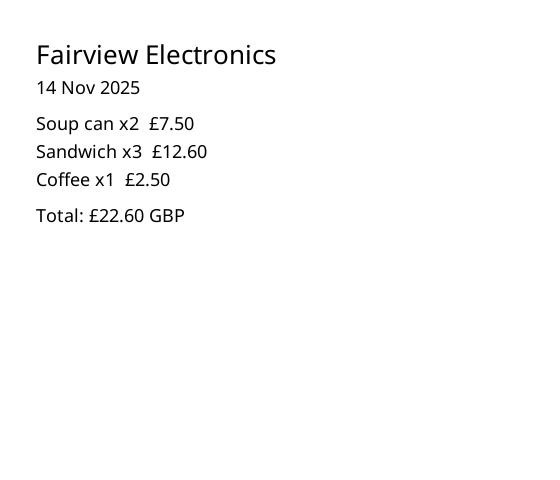 Fairview Electronics
14 Nov 2025
Soup can x2  £7.50
Sandwich x3  £12.60
Coffee x1  £2.50
Total: £22.60 GBP